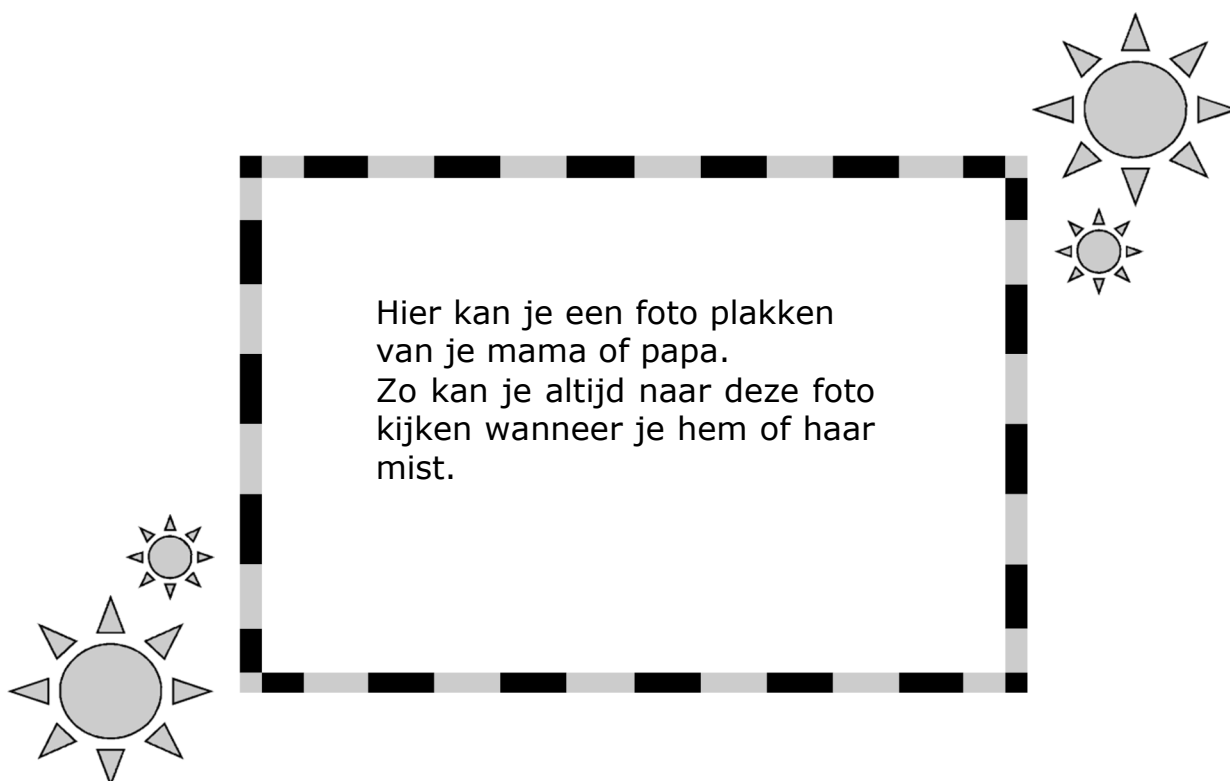 Hier kan je een foto plakken
van je mama of papa.
Zo kan je altijd naar deze foto
kijken wanneer je hem of haar
mist.